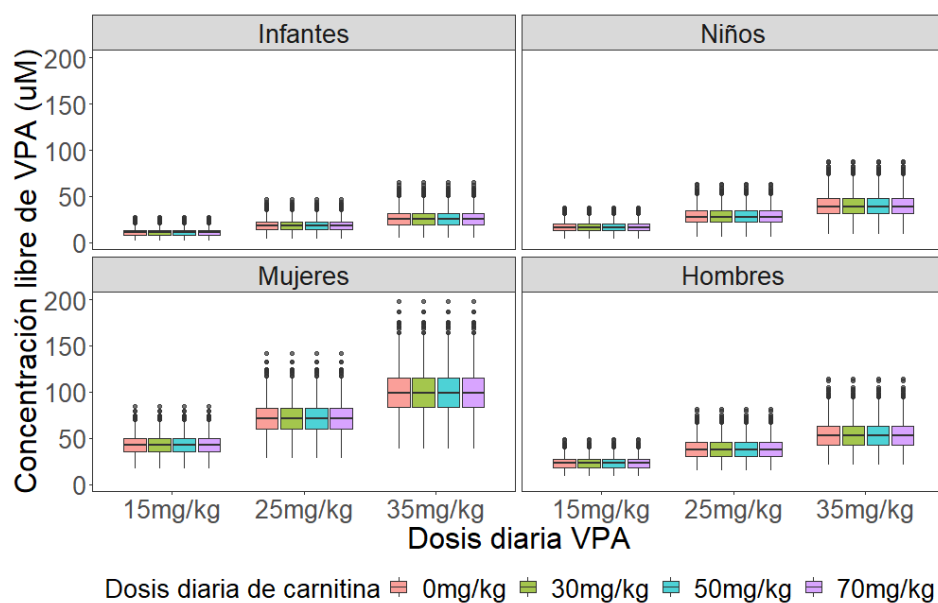 Infantes
Niños
200
150
100
50
0
Mujeres
Hombres
200
150
100
50
0
Concentración libre de VPA (uM)
15mg/kg 25mg/kg 35mg/kg
15mg/kg 25mg/kg 35mg/kg
Dosis diaria VPA
Dosis diaria de carnitina 0mg/kg 30mg/kg 50mg/kg 70mg/kg